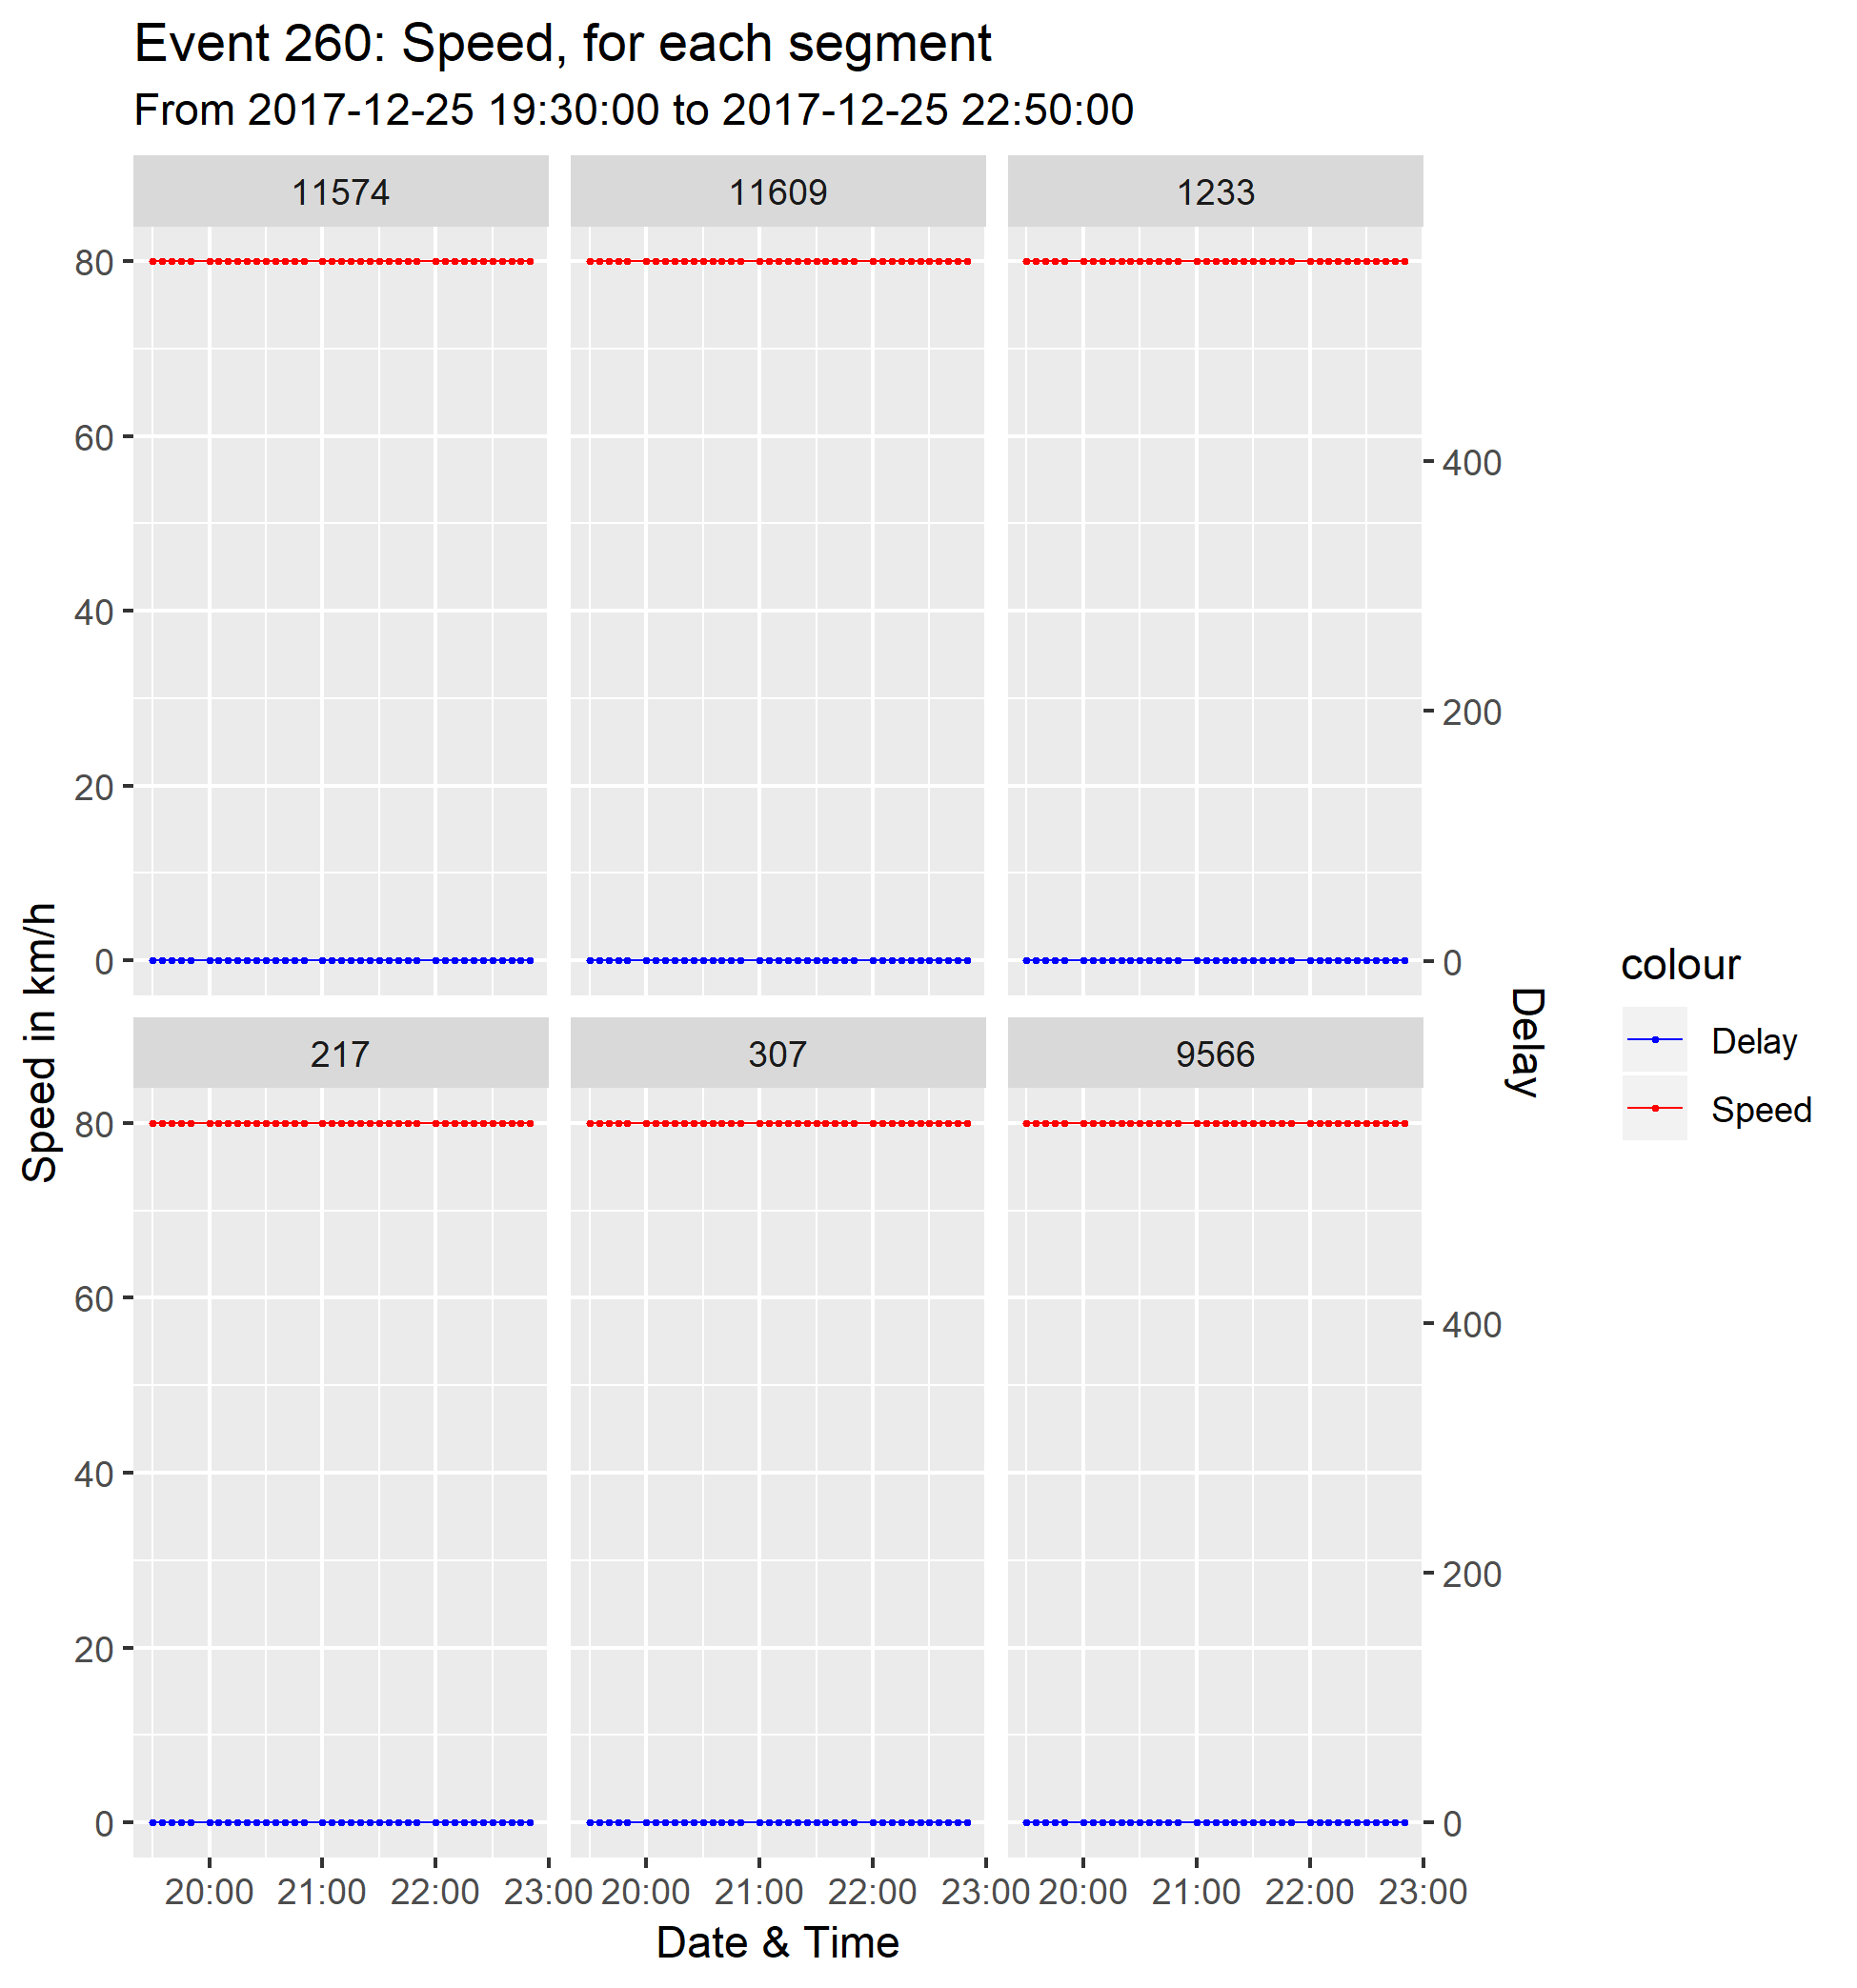 Event 260: Speed, for each segment
From 2017-12-25 19:30:00 to 2017-12-25 22:50:00
11574 11609 1233
80
60
40
20
0
400
200
0
Speed in km/h
Delay
217 307 9566
80
60
40
20
0
400
200
0
20:00 21:00 22:00 23:00 20:00 21:00 22:00 23:00 20:00 21:00 22:00 23:00
Date & Time
colour
Delay
Speed